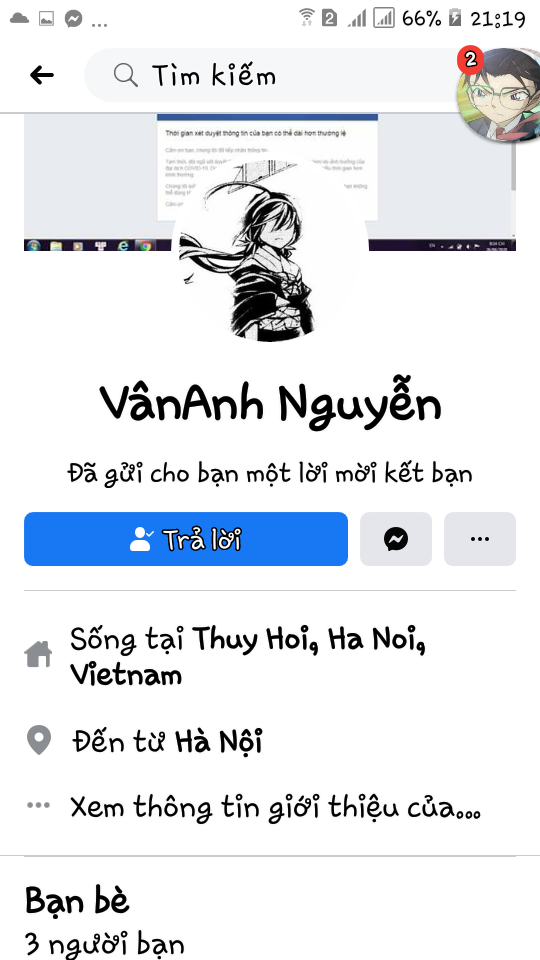 ... 2 66% 21:19
Tìm kiếm
2
Thời gian xét duyệt thông tin của bạn có thể dài hơn thường lệ
VânAnh Nguyễn
Đã gửi cho bạn một lời mời kết bạn
Trả lời
Sống tại Thuy Hoi, Ha Noi,
Vietnam
Đến từ Hà Nội
Xem thông tin giới thiệu của...
Bạn bè
3 người bạn